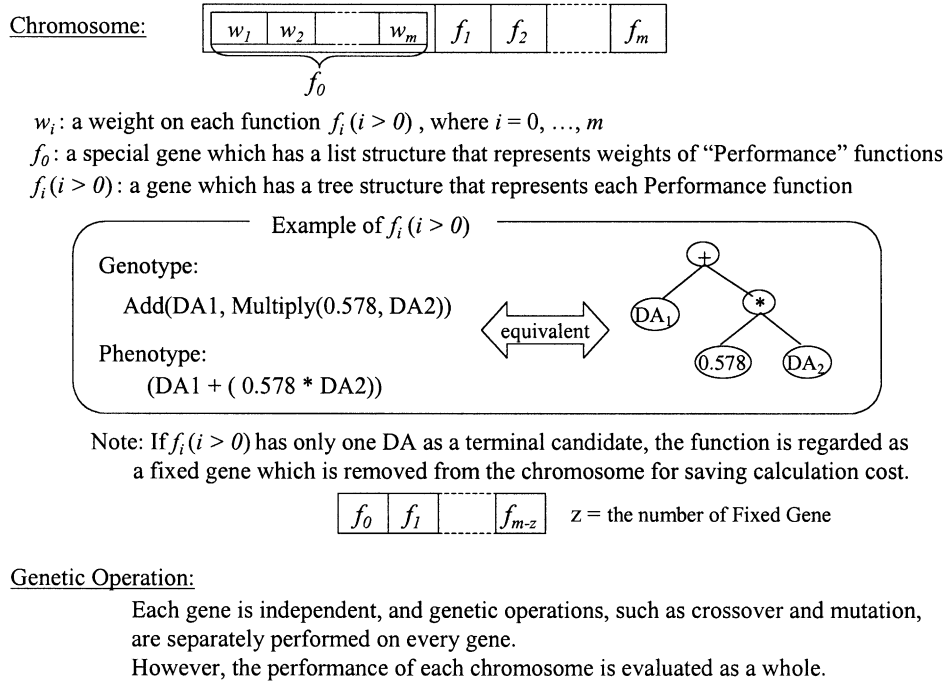 Chromosome:
w1 w2 wm f1 f2 fm
f0
wi : a weight on each function fi (i > 0) , where i = 0, …, m
f0 : a special gene which has a list structure that represents weights of “Performance” functions
fi (i > 0) : a gene which has a tree structure that represents each Performance function
Example of fi (i > 0)
Genotype:
Add(DA1, Multiply(0.578, DA2))
Phenotype:
(DA1 + ( 0.578 * DA2))
equivalent
+
DA1 *
0.578 DA2
Note: If fi (i > 0) has only one DA as a terminal candidate, the function is regarded as
a fixed gene which is removed from the chromosome for saving calculation cost.
f0 f1 fm-z z = the number of Fixed Gene
Genetic Operation:
Each gene is independent, and genetic operations, such as crossover and mutation,
are separately performed on every gene.
However, the performance of each chromosome is evaluated as a whole.